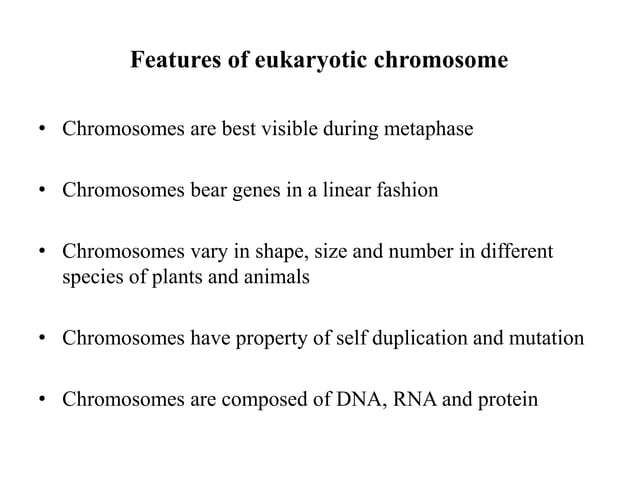 Features of eukaryotic chromosome
• Chromosomes are best visible during metaphase
• Chromosomes bear genes in a linear fashion
• Chromosomes vary in shape, size and number in different
species of plants and animals
• Chromosomes have property of self duplication and mutation
• Chromosomes are composed of DNA, RNA and protein